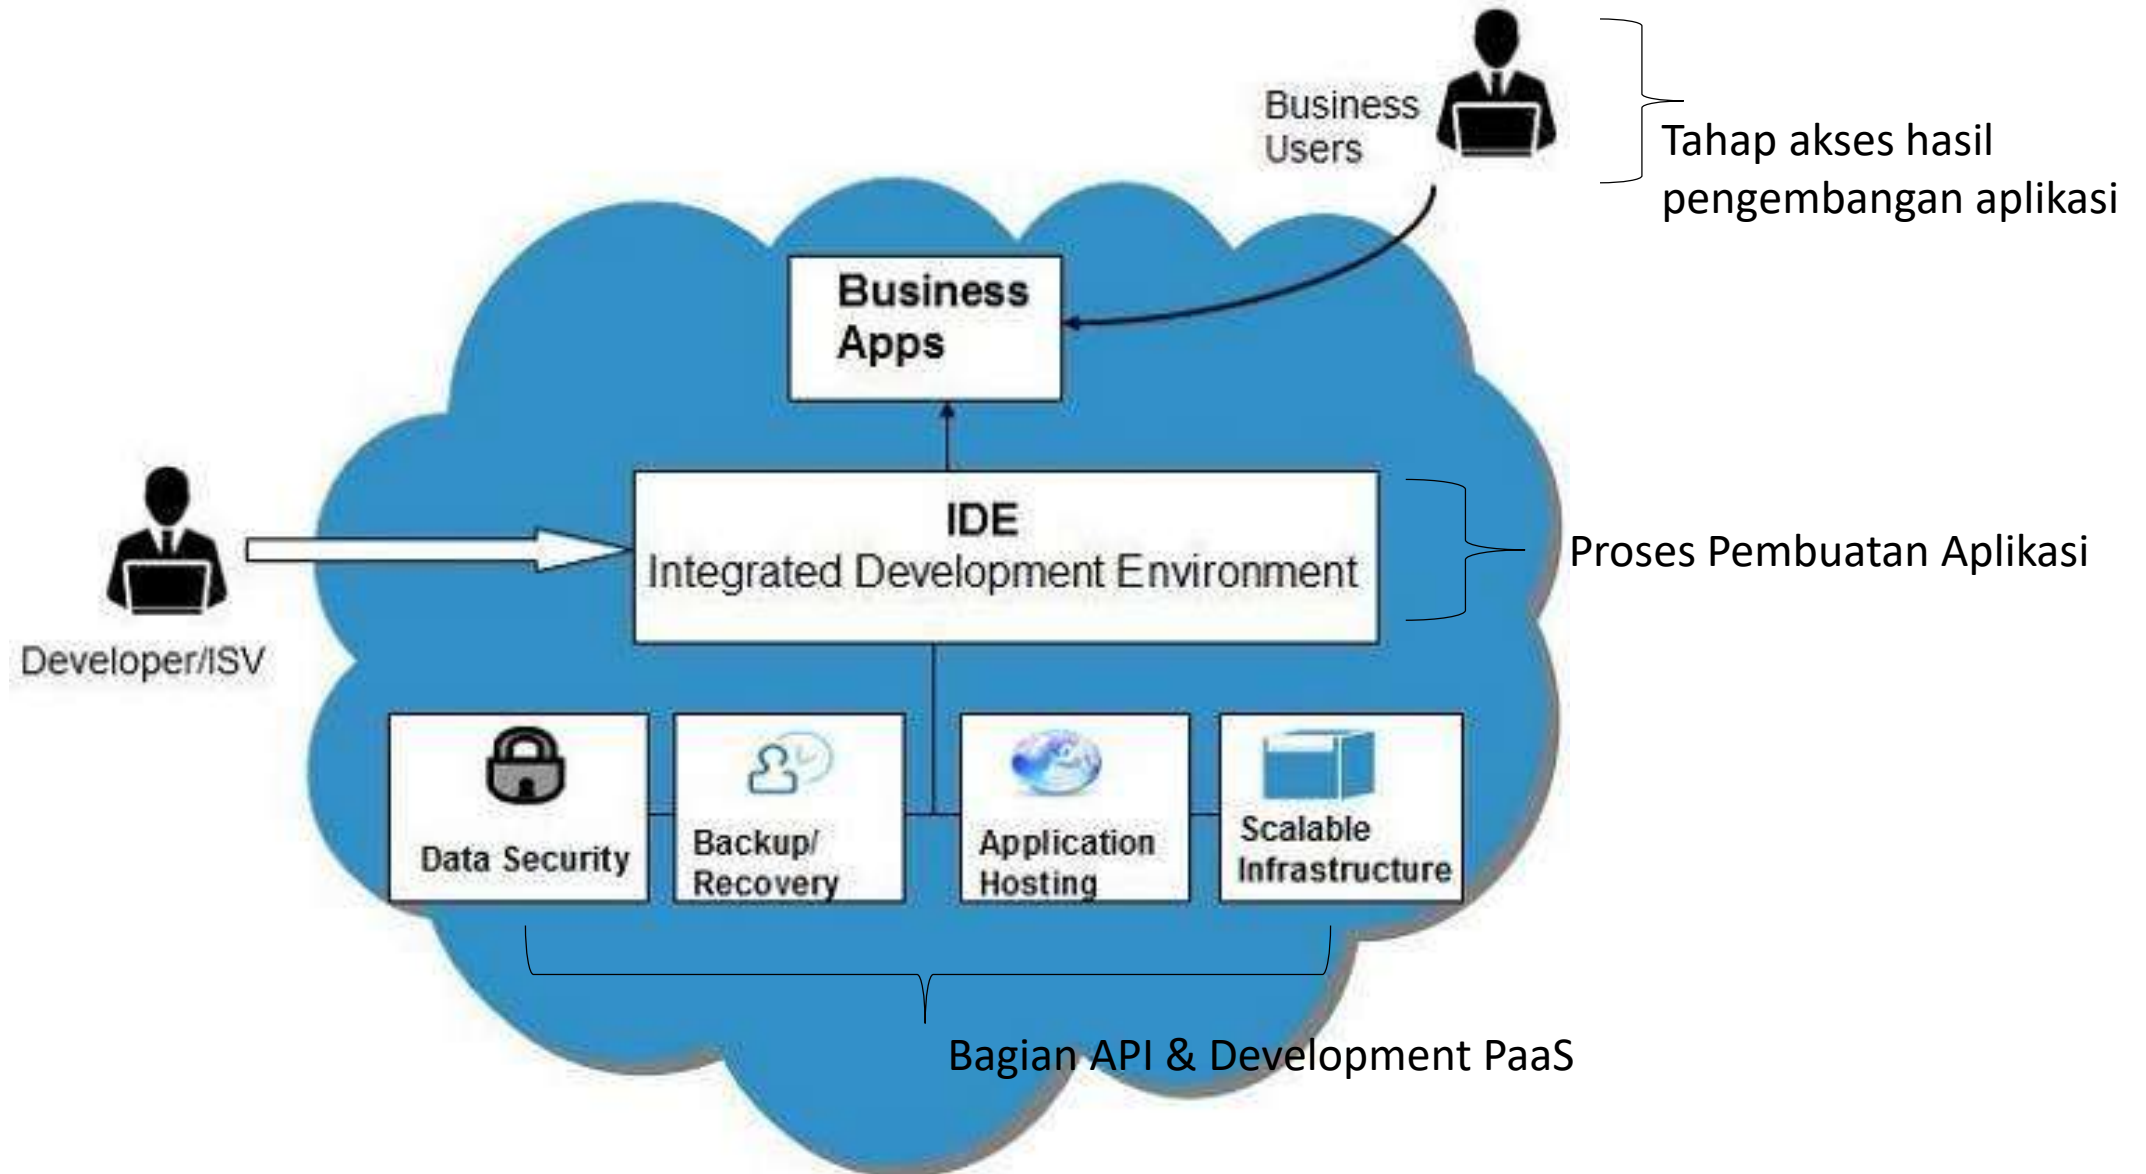 Business
Users
Tahap akses hasil
pengembangan aplikasi
Business
Apps
IDE
Integrated Development Environment
Proses Pembuatan Aplikasi
Developer/ISV
Data Security
Backup/
Recovery
Application
Hosting
Scalable
Infrastructure
Bagian API & Development PaaS